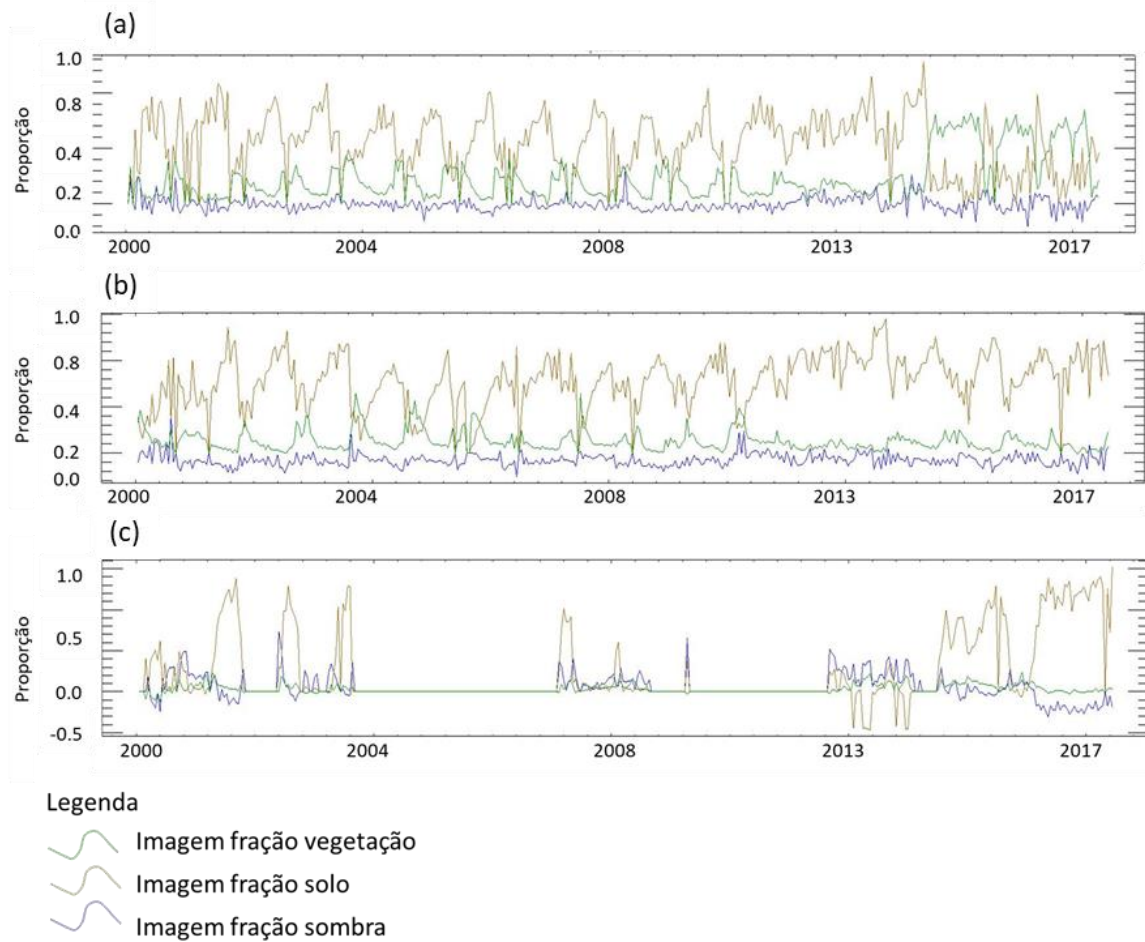 (a)
1.0
0.8
0.4
0.2
0.0
Proporção
2000 2004 2008 2013 2017
(b)
1.0
0.8
0.4
0.2
0.0
Proporção
2000 2004 2008 2013 2017
(c)
1.0
0.5
0.0
-0.5
Proporção
2000 2004 2008 2013 2017
Legenda
Imagem fração vegetação
Imagem fração solo
Imagem fração sombra